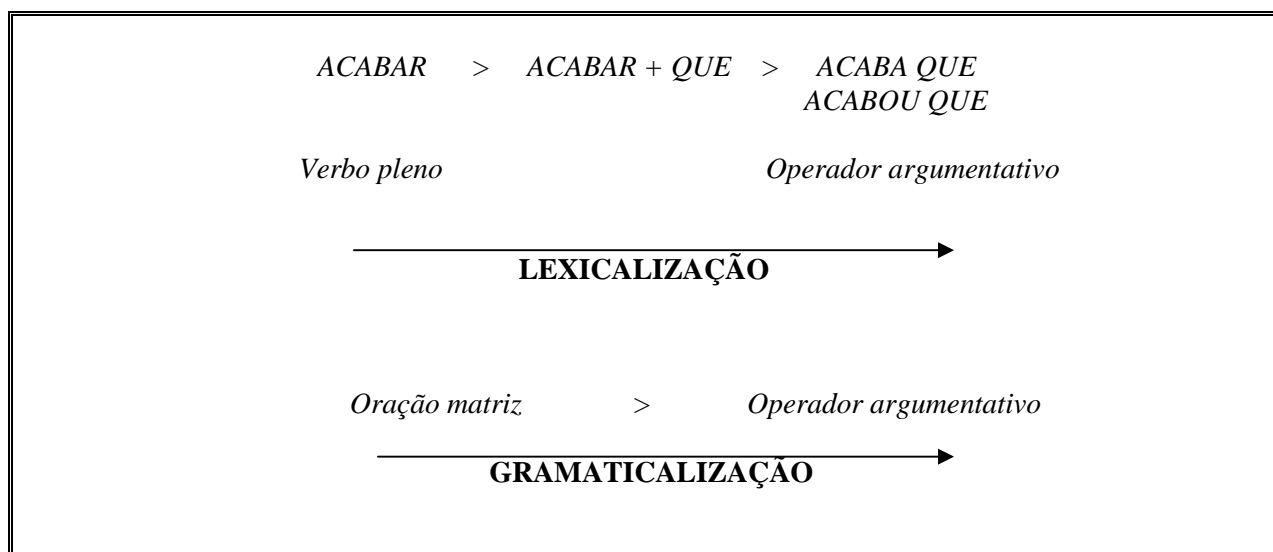 ACABAR > ACABAR + QUE > ACABA QUE
ACABOU QUE
Verbo pleno Operador argumentativo
LEXICALIZAÇÃO
Oração matriz > Operador argumentativo
GRAMATICALIZAÇÃO